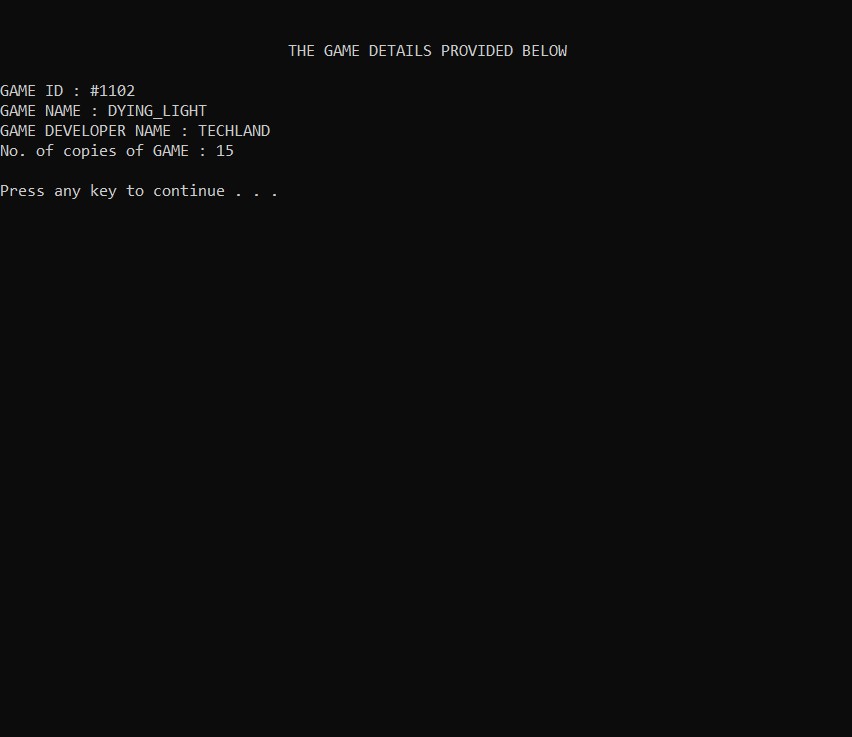 THE GAME DETAILS PROVIDED BELOW
GAME ID : #1102
GAME NAME : DYING_LIGHT
GAME DEVELOPER NAME : TECHLAND
No. of copies of GAME : 15
Press any key to continue . . .